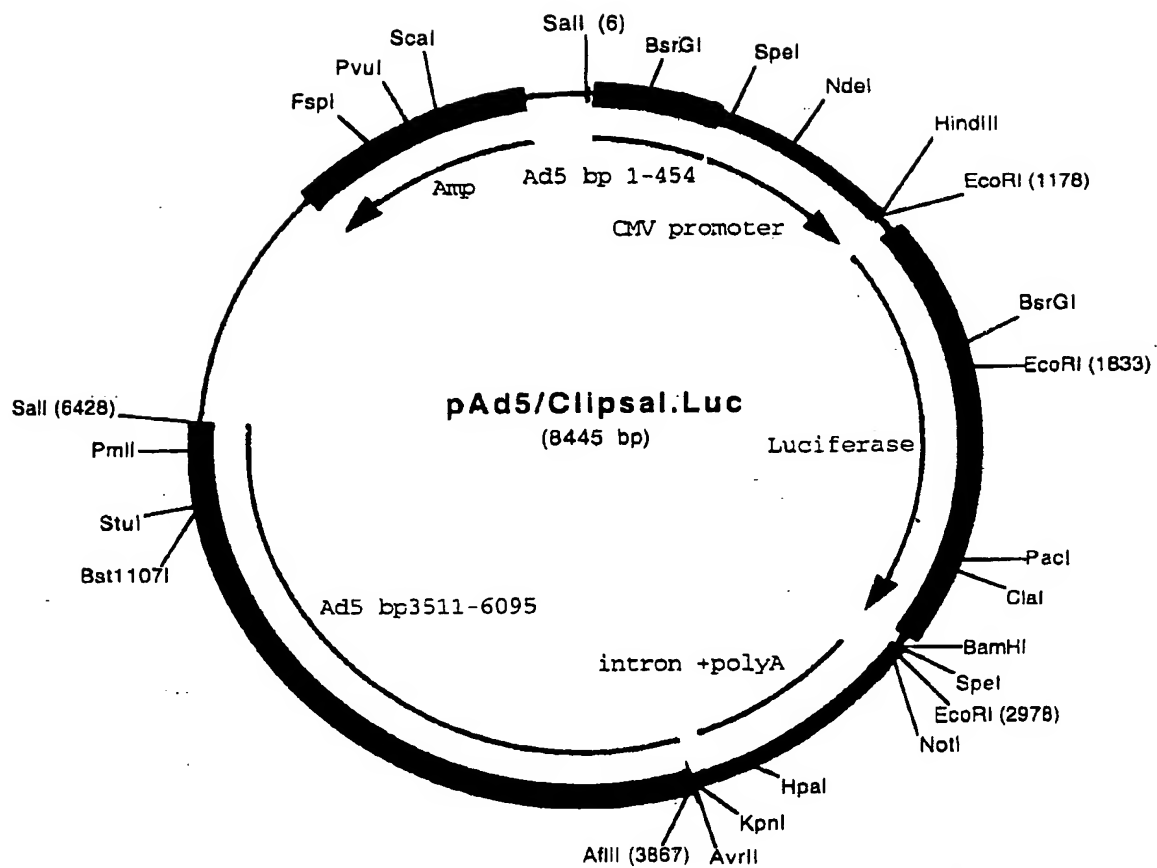 SalI (6)
BsrGI
SpeI
NdeI
HindIII
EcoRI (1178)
ScaI
PvuI
FspI
Amp
Ad5 bp 1-454
CMV promoter
BsrGI
EcoRI (1833)
pAd5/Clipsal.Luc
(8445 bp)
Luciferase
SalI (6428)
PmlI
StuI
Bst1107I
Ad5 bp3511-6095
PacI
ClaI
BamHI
SpeI
EcoRI (2978)
NotI
intron +polyA
HpaI
KpnI
AvrII
AflII (3867)